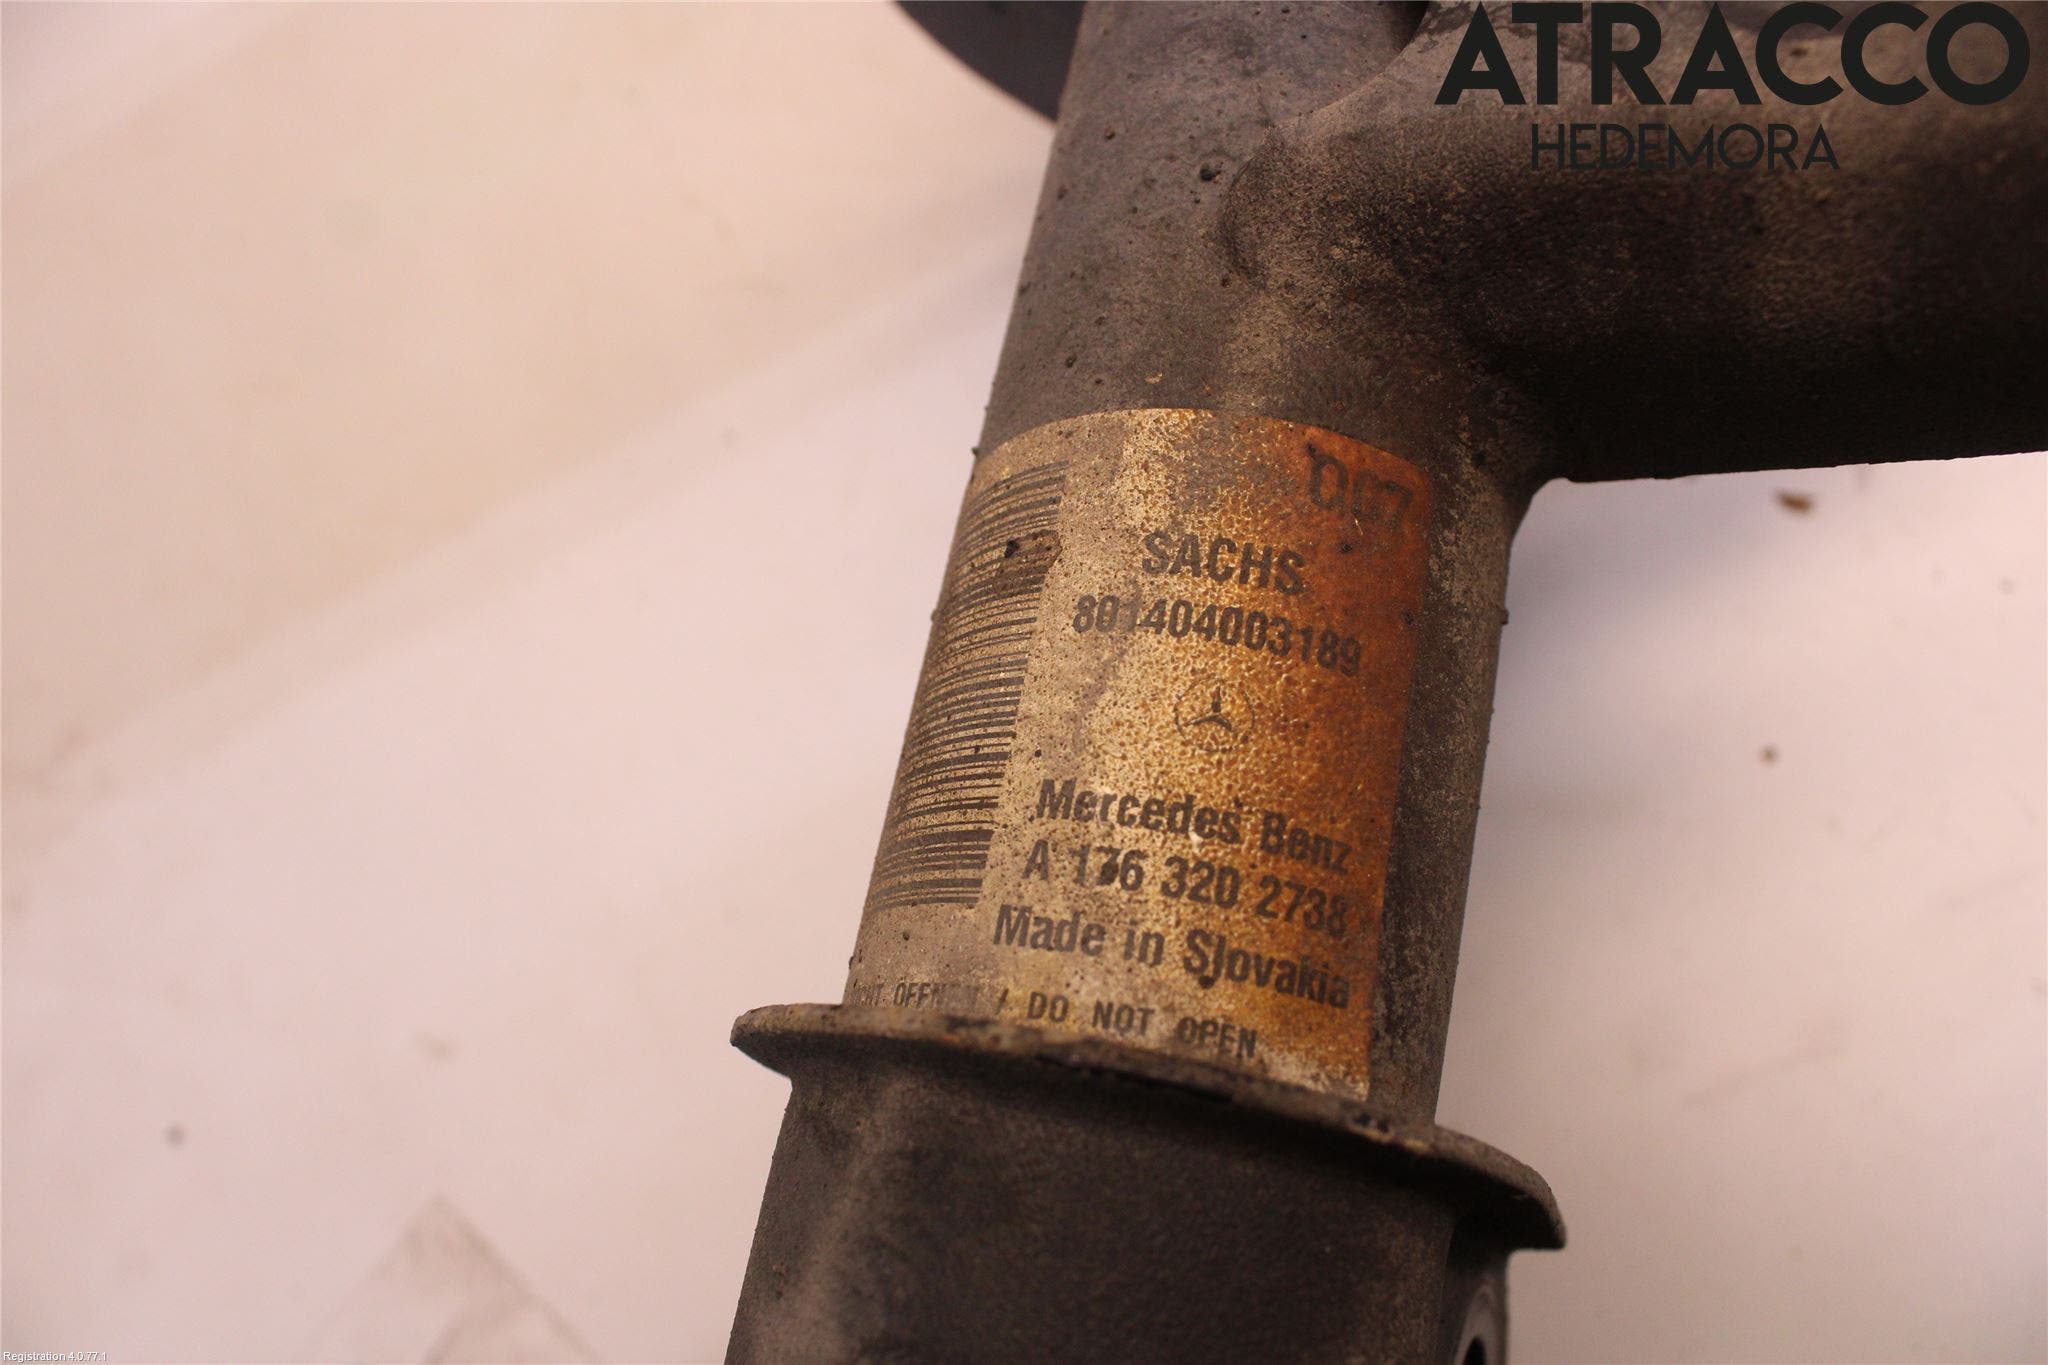 ATRACCO
HEDEMORA
SACHS
801404003189
Mercedes Benz
A 176 320 2738
Made in Slovakia
ÖFFNEN / DO NOT OPEN
Registration 4.0.77.1